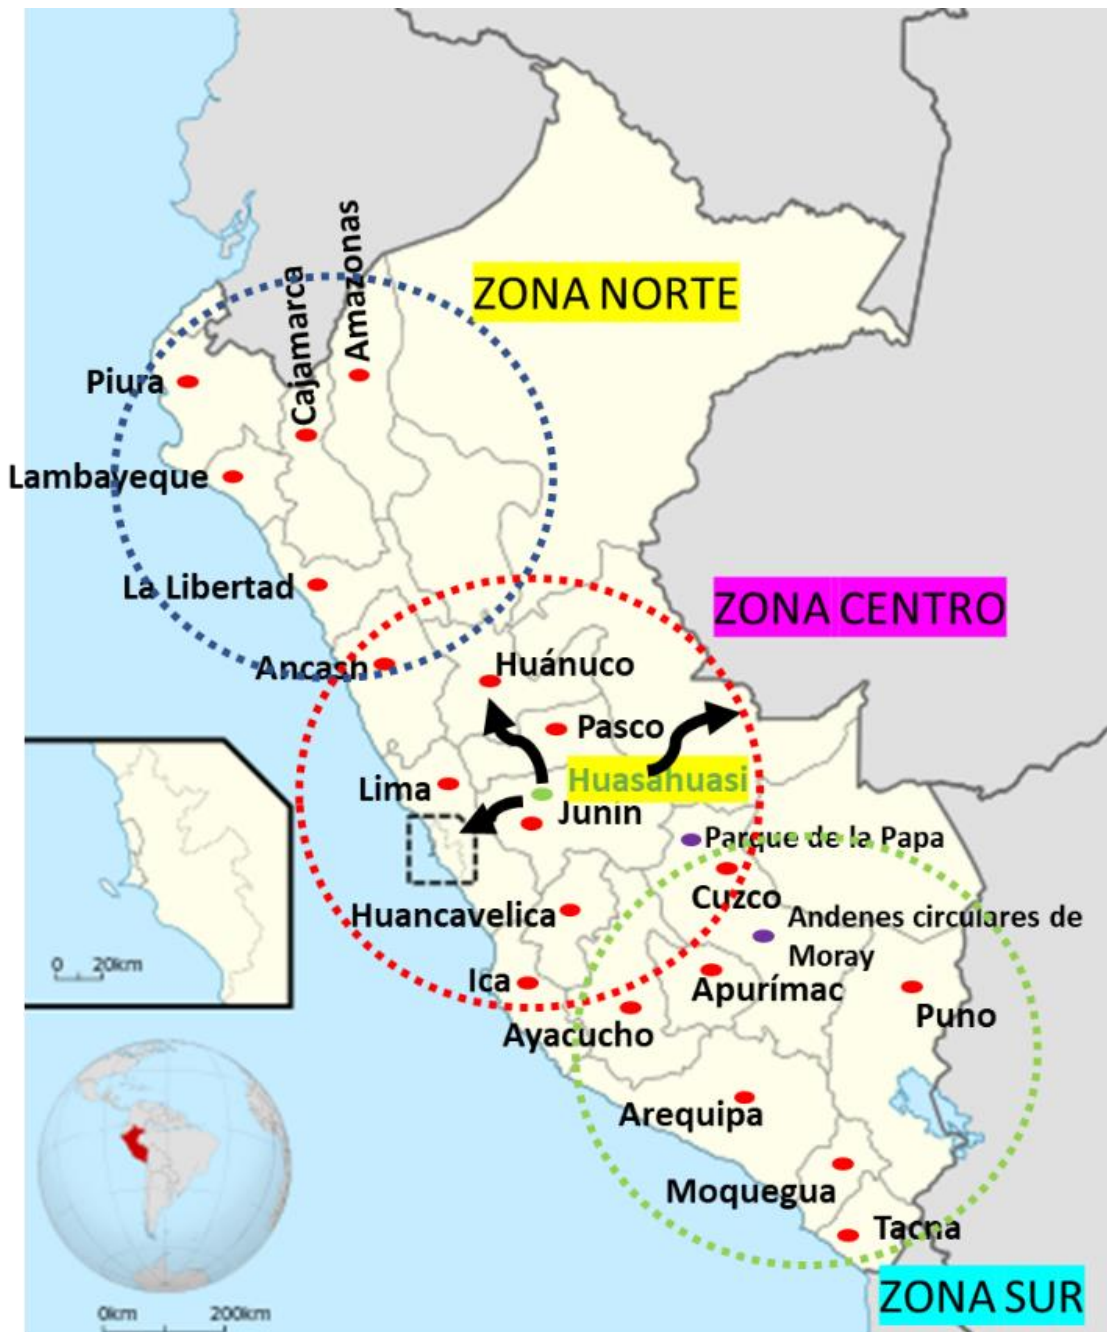 Amazonas
Cajamarca
ZONA NORTE
Piura
Lambayeque
La Libertad
ZONA CENTRO
Ancash
Huánuco
Pasco
Huasahuasi
Lima
Junín
Parque de la Papa
Cuzco
Huancavelica
Andenes circulares de
Moray
0 20km
Ica
Apurímac
Puno
Ayacucho
Arequipa
Moquegua
Tacna
ZONA SUR
0km 200km